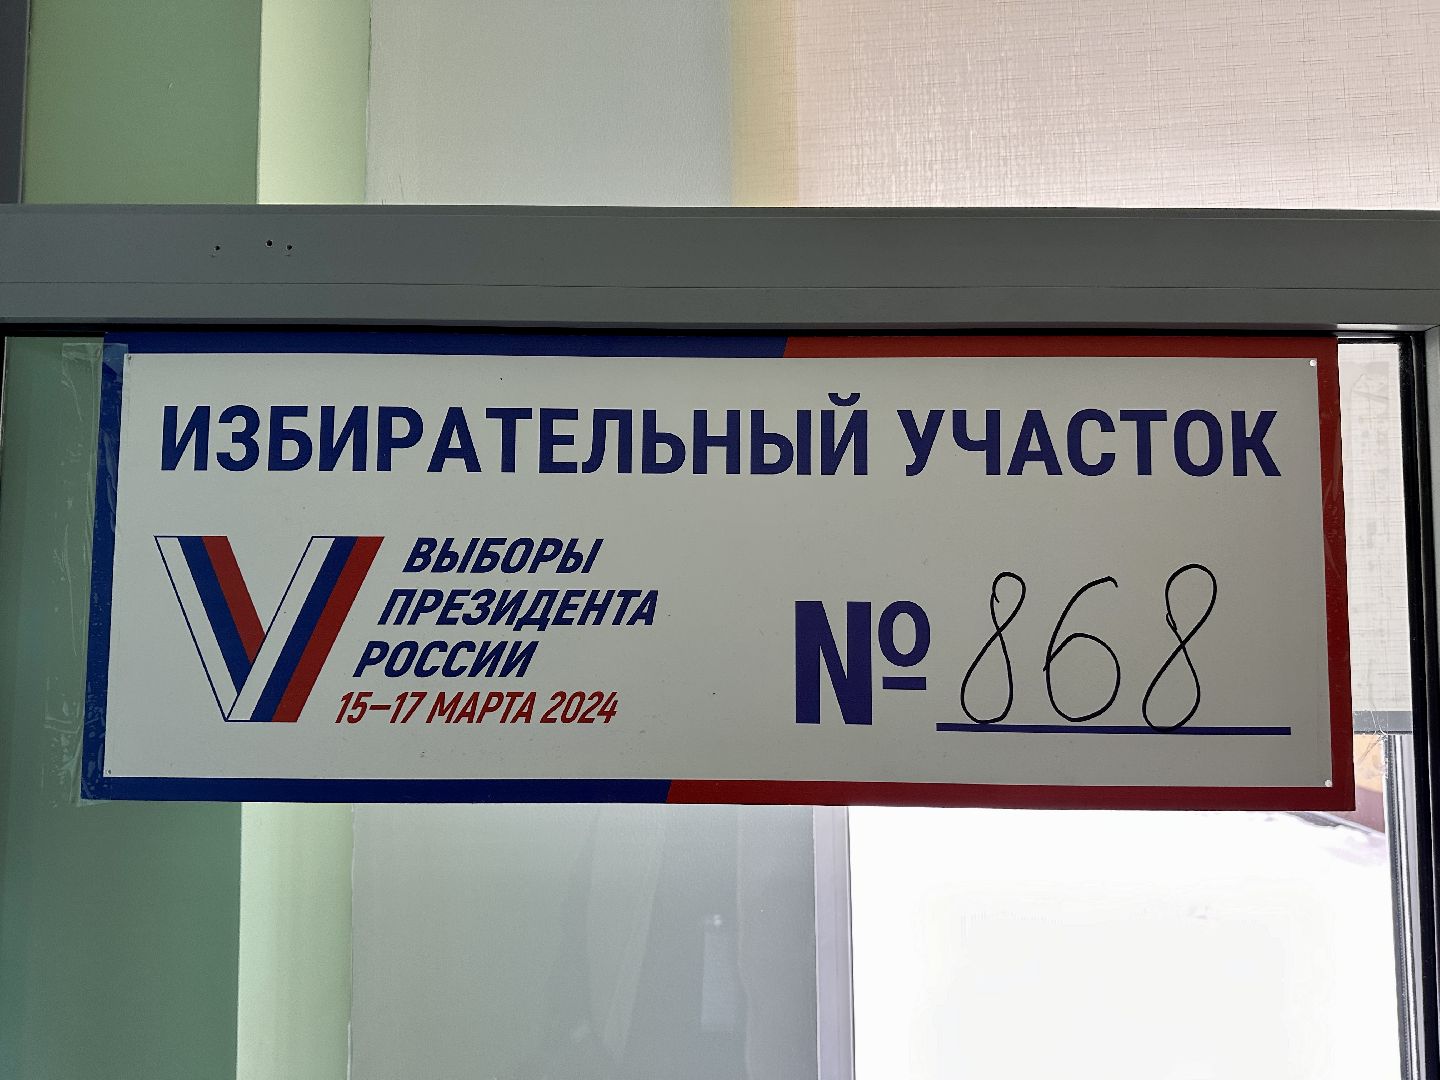 ИЗБИРАТЕЛЬНЫЙ УЧАСТОК
ВЫБОРЫ
ПРЕЗИДЕНТА
РОССИИ
15–17 МАРТА 2024
№ 868